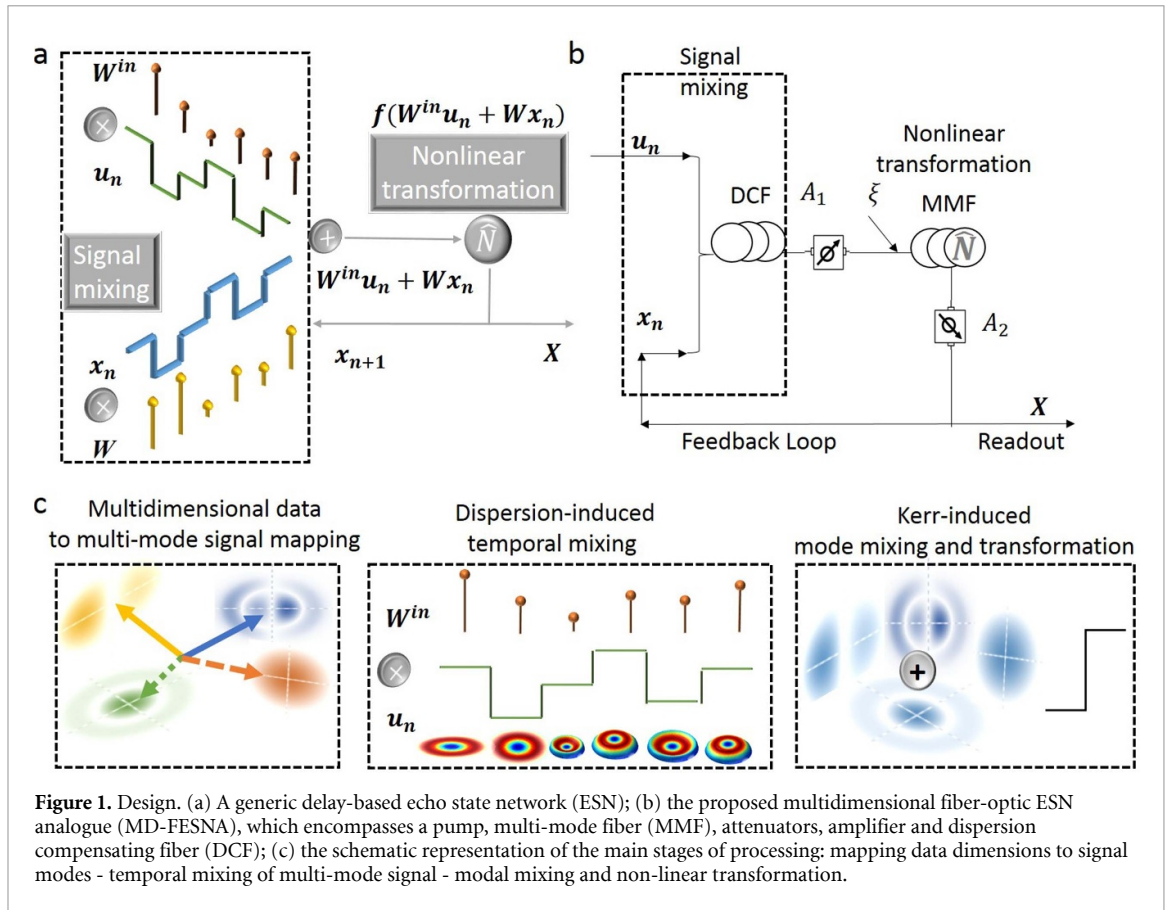 a
W^in
u_n
Signal
mixing
x_n
W
f(W^in u_n + W x_n)
Nonlinear
transformation
N̂
+
W^in u_n + W x_n
x_{n+1}
X
b
Signal
mixing
u_n
x_n
DCF
A_1
ξ
Nonlinear
transformation
MMF
N̂
A_2
X
Feedback Loop
Readout
c
Multidimensional data
to multi-mode signal mapping
Dispersion-induced
temporal mixing
W^in
u_n
Kerr-induced
mode mixing and transformation
+
Figure 1. Design. (a) A generic delay-based echo state network (ESN); (b) the proposed multidimensional fiber-optic ESN
analogue (MD-FESNA), which encompasses a pump, multi-mode fiber (MMF), attenuators, amplifier and dispersion
compensating fiber (DCF); (c) the schematic representation of the main stages of processing: mapping data dimensions to signal
modes - temporal mixing of multi-mode signal - modal mixing and non-linear transformation.